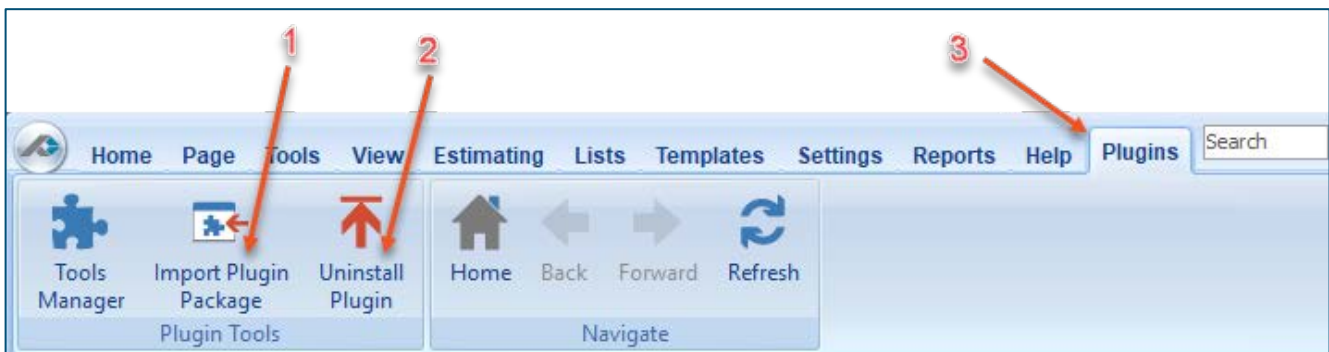 1 2 3
Home Page Tools View Estimating Lists Templates Settings Reports Help Plugins Search
Tools Manager
Import Plugin Package
Uninstall Plugin
Home Back Forward Refresh
Plugin Tools Navigate